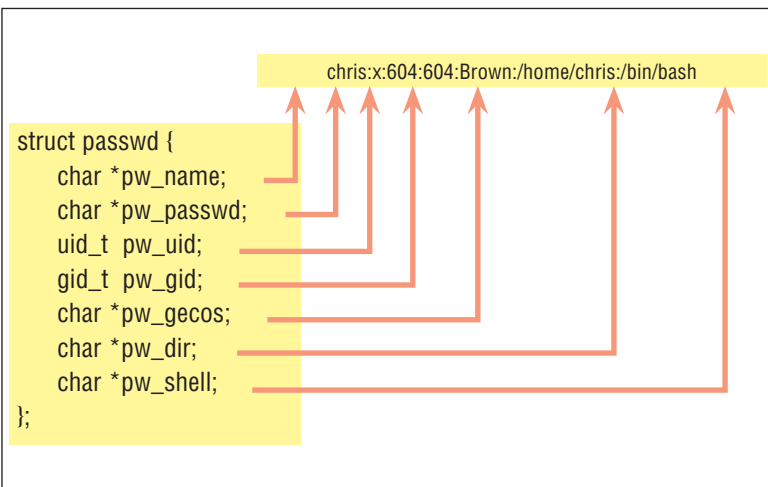 chris:x:604:604:Brown:/home/chris:/bin/bash
struct passwd {
char *pw_name;
char *pw_passwd;
uid_t pw_uid;
gid_t pw_gid;
char *pw_gecos;
char *pw_dir;
char *pw_shell;
};